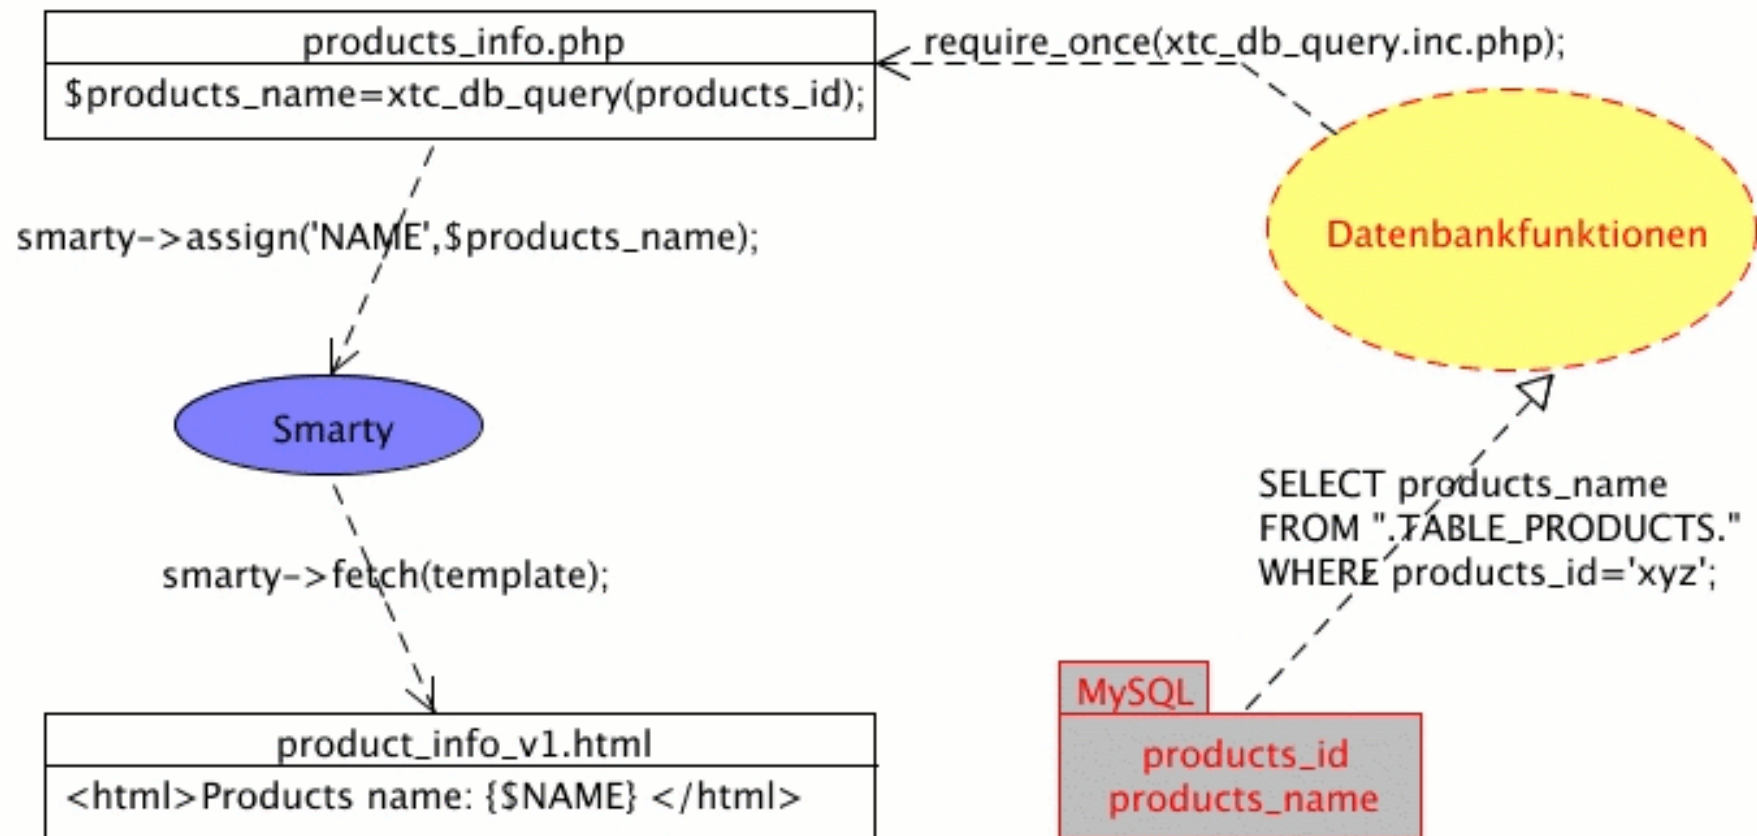 products_info.php
$products_name=xtc_db_query(products_id);
require_once(xtc_db_query.inc.php);
Datenbankfunktionen
smarty->assign('NAME',$products_name);
Smarty
SELECT products_name
FROM ".TABLE_PRODUCTS."
WHERE products_id='xyz';
smarty->fetch(template);
MySQL
products_id
products_name
product_info_v1.html
<html>Products name: {$NAME} </html>